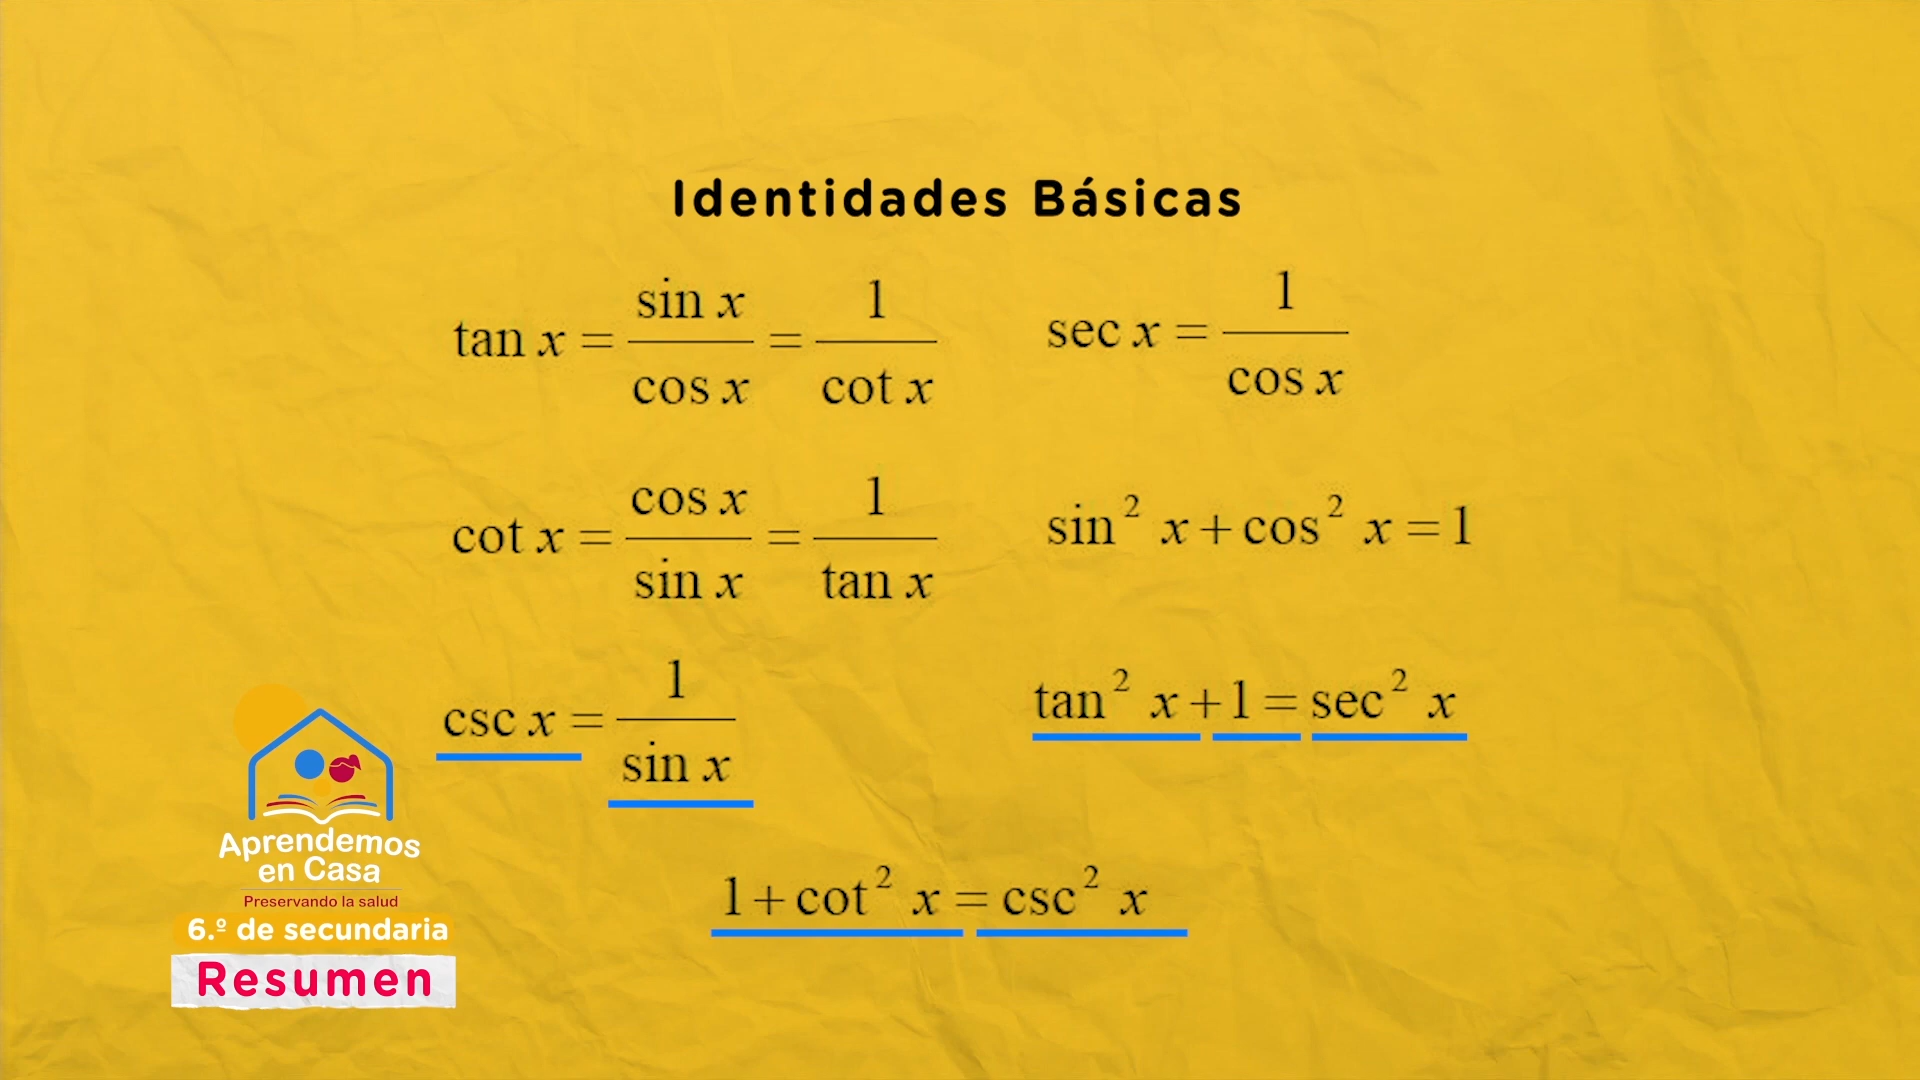 Identidades Básicas
tan x = sin x / cos x = 1 / cot x
sec x = 1 / cos x
cot x = cos x / sin x = 1 / tan x
sin² x + cos² x = 1
csc x = 1 / sin x
tan² x + 1 = sec² x
1 + cot² x = csc² x
Aprendemos
en Casa
Preservando la salud
6.º de secundaria
Resumen